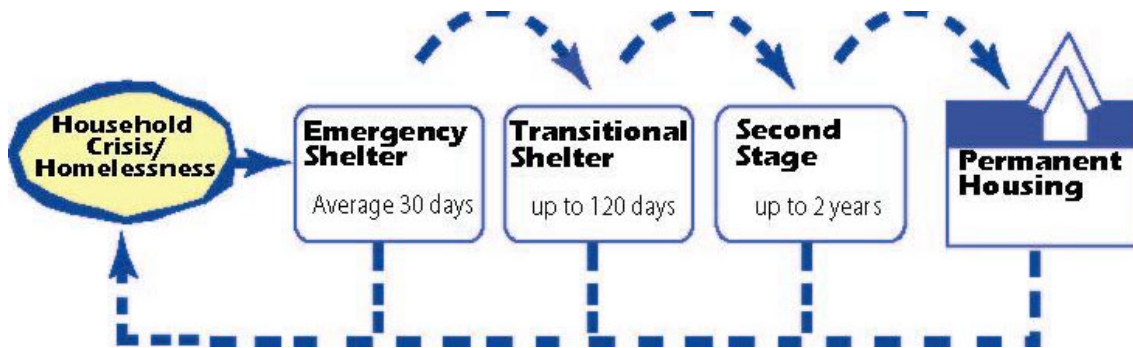 Household
Crisis/
Homelessness
Emergency
Shelter
Average 30 days
Transitional
Shelter
up to 120 days
Second
Stage
up to 2 years
Permanent
Housing